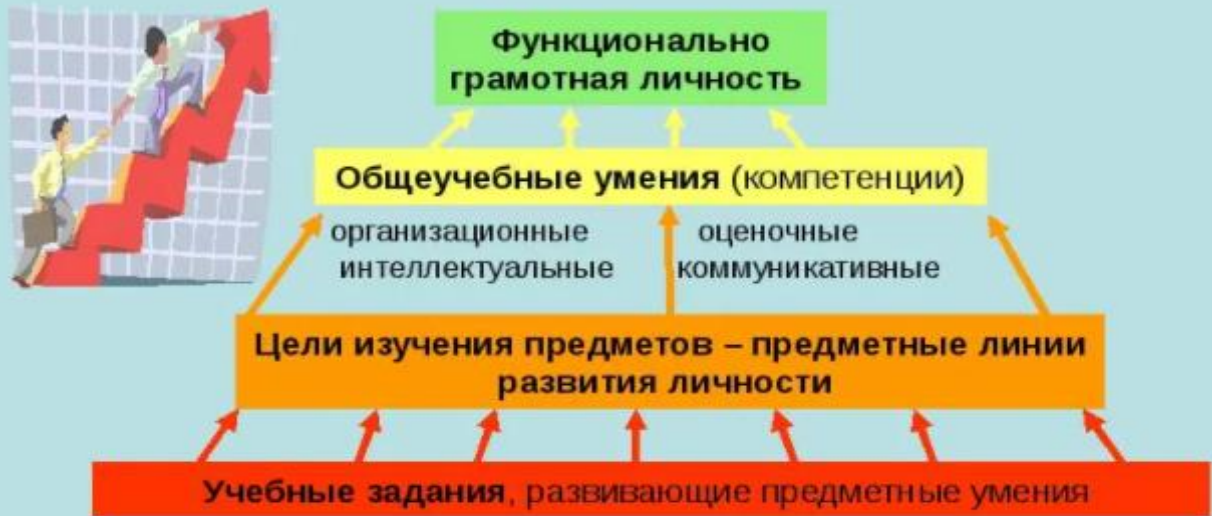 Функционально
грамотная личность
Общеучебные умения (компетенции)
организационные оценочные
интеллектуальные коммуникативные
Цели изучения предметов – предметные линии
развития личности
Учебные задания, развивающие предметные умения